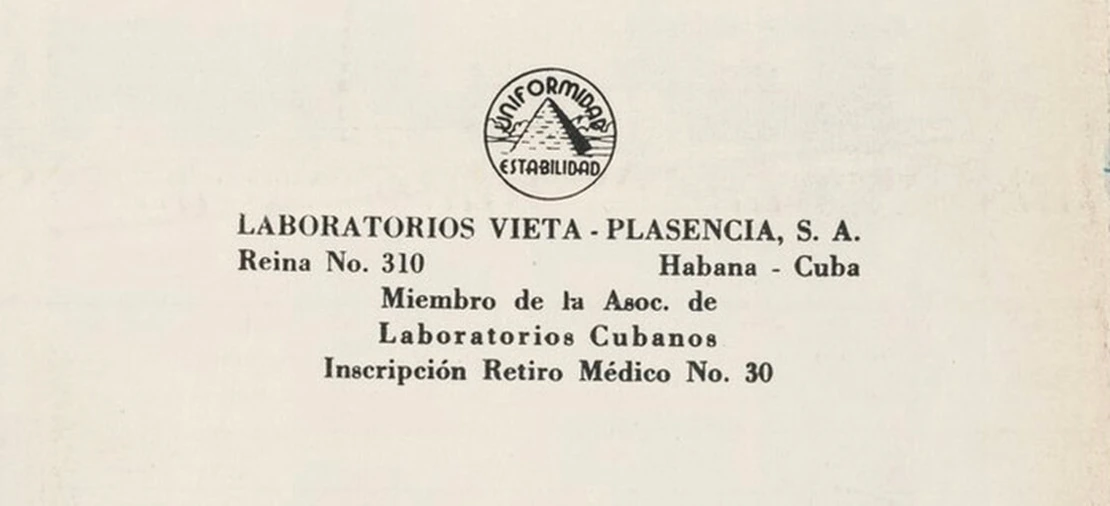 UNIFORMIDAD
ESTABILIDAD
LABORATORIOS VIETA - PLASENCIA, S. A.
Reina No. 310 Habana - Cuba
Miembro de la Asoc. de
Laboratorios Cubanos
Inscripción Retiro Médico No. 30